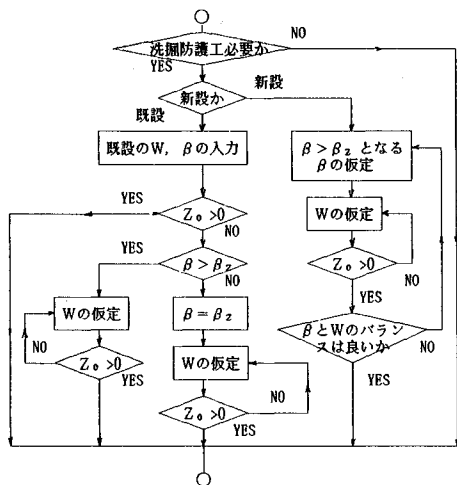 洗掘防護工必要か
NO
YES
新設か
新設
既設
既設のW, βの入力
β>β₂となる
βの仮定
YES
Z₀>0
NO
Wの仮定
YES
β>β₂
NO
Z₀>0
NO
YES
Wの仮定
β=β₂
βとWのバラン
スは良いか
NO
NO
Z₀>0
YES
Wの仮定
NO
YES
Z₀>0
YES